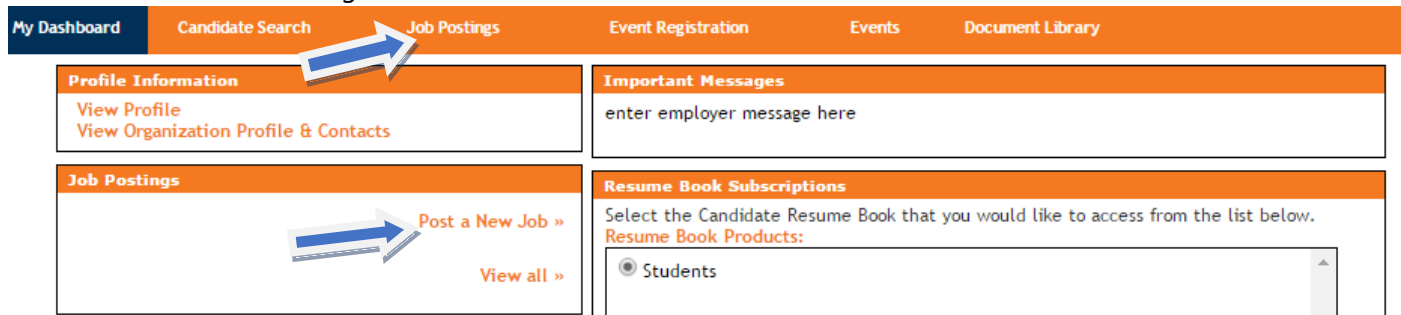 My Dashboard Candidate Search Job Postings Event Registration Events Document Library
Profile Information
View Profile
View Organization Profile & Contacts
Job Postings
Post a New Job »
View all »
Important Messages
enter employer message here
Resume Book Subscriptions
Select the Candidate Resume Book that you would like to access from the list below.
Resume Book Products:
Students